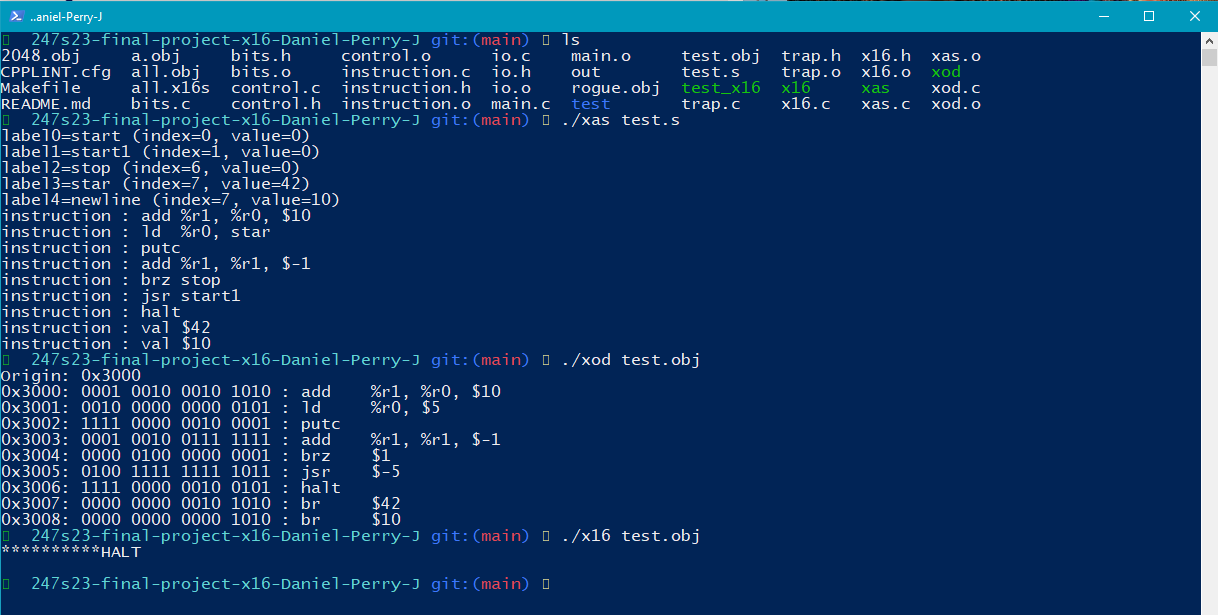 ..aniel-Perry-J
247s23-final-project-x16-Daniel-Perry-J git:(main) ls
2048.obj a.obj bits.h control.o io.c main.o test.obj trap.h x16.h xas.o
CPPLINT.cfg all.obj bits.o instruction.c io.h out test.s trap.o x16.o xod
Makefile all.x16s control.c instruction.h io.o rogue.obj test_x16 x16 xas xod.c
README.md bits.c control.h instruction.o main.c test trap.c x16.c xas.c xod.o
247s23-final-project-x16-Daniel-Perry-J git:(main) ./xas test.s
label0=start (index=0, value=0)
label1=start1 (index=1, value=0)
label2=stop (index=6, value=0)
label3=star (index=7, value=42)
label4=newline (index=7, value=10)
instruction : add %r1, %r0, $10
instruction : ld %r0, star
instruction : putc
instruction : add %r1, %r1, $-1
instruction : brz stop
instruction : jsr start1
instruction : halt
instruction : val $42
instruction : val $10
247s23-final-project-x16-Daniel-Perry-J git:(main) ./xod test.obj
Origin: 0x3000
0x3000: 0001 0010 0010 1010 : add %r1, %r0, $10
0x3001: 0010 0000 0000 0101 : ld %r0, $5
0x3002: 1111 0000 0010 0001 : putc
0x3003: 0001 0010 0111 1111 : add %r1, %r1, $-1
0x3004: 0000 0100 0000 0001 : brz $1
0x3005: 0100 1111 1111 1011 : jsr $-5
0x3006: 1111 0000 0010 0101 : halt
0x3007: 0000 0000 0010 1010 : br $42
0x3008: 0000 0000 0000 1010 : br $10
247s23-final-project-x16-Daniel-Perry-J git:(main) ./x16 test.obj
**********HALT
247s23-final-project-x16-Daniel-Perry-J git:(main)